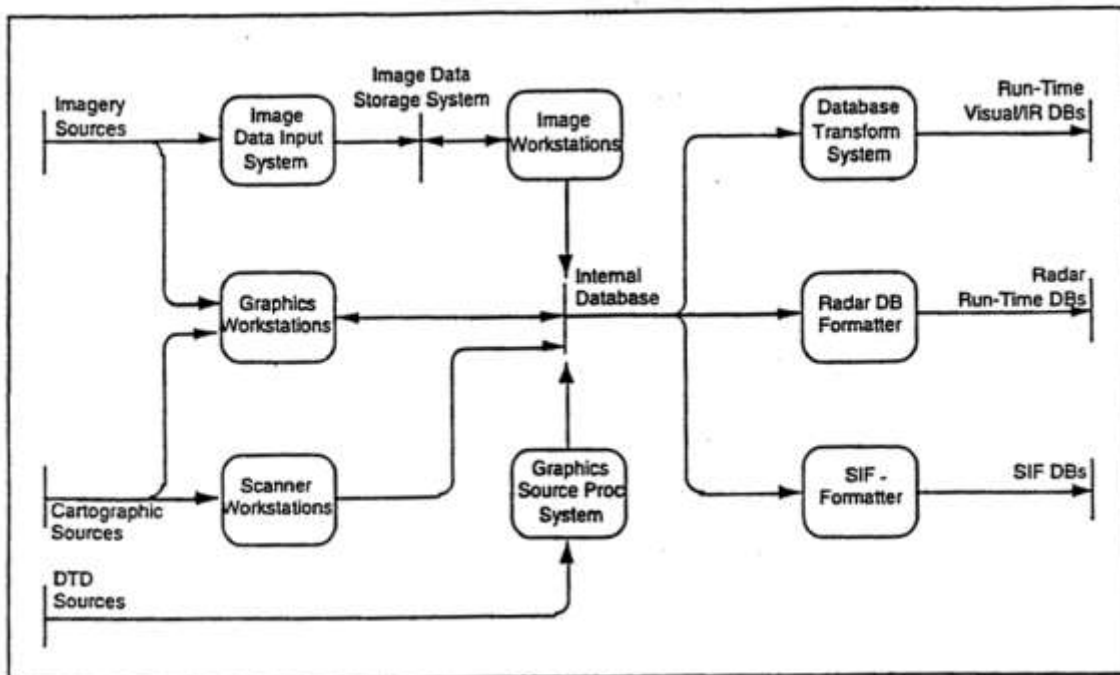 Imagery
Sources
Image
Data Input
System
Image Data
Storage System
Image
Workstations
Database
Transform
System
Run-Time
Visual/IR DBs
Graphics
Workstations
Internal
Database
Radar DB
Formatter
Radar
Run-Time DBs
Cartographic
Sources
Scanner
Workstations
Graphics
Source Proc
System
SIF -
Formatter
SIF DBs
DTD
Sources